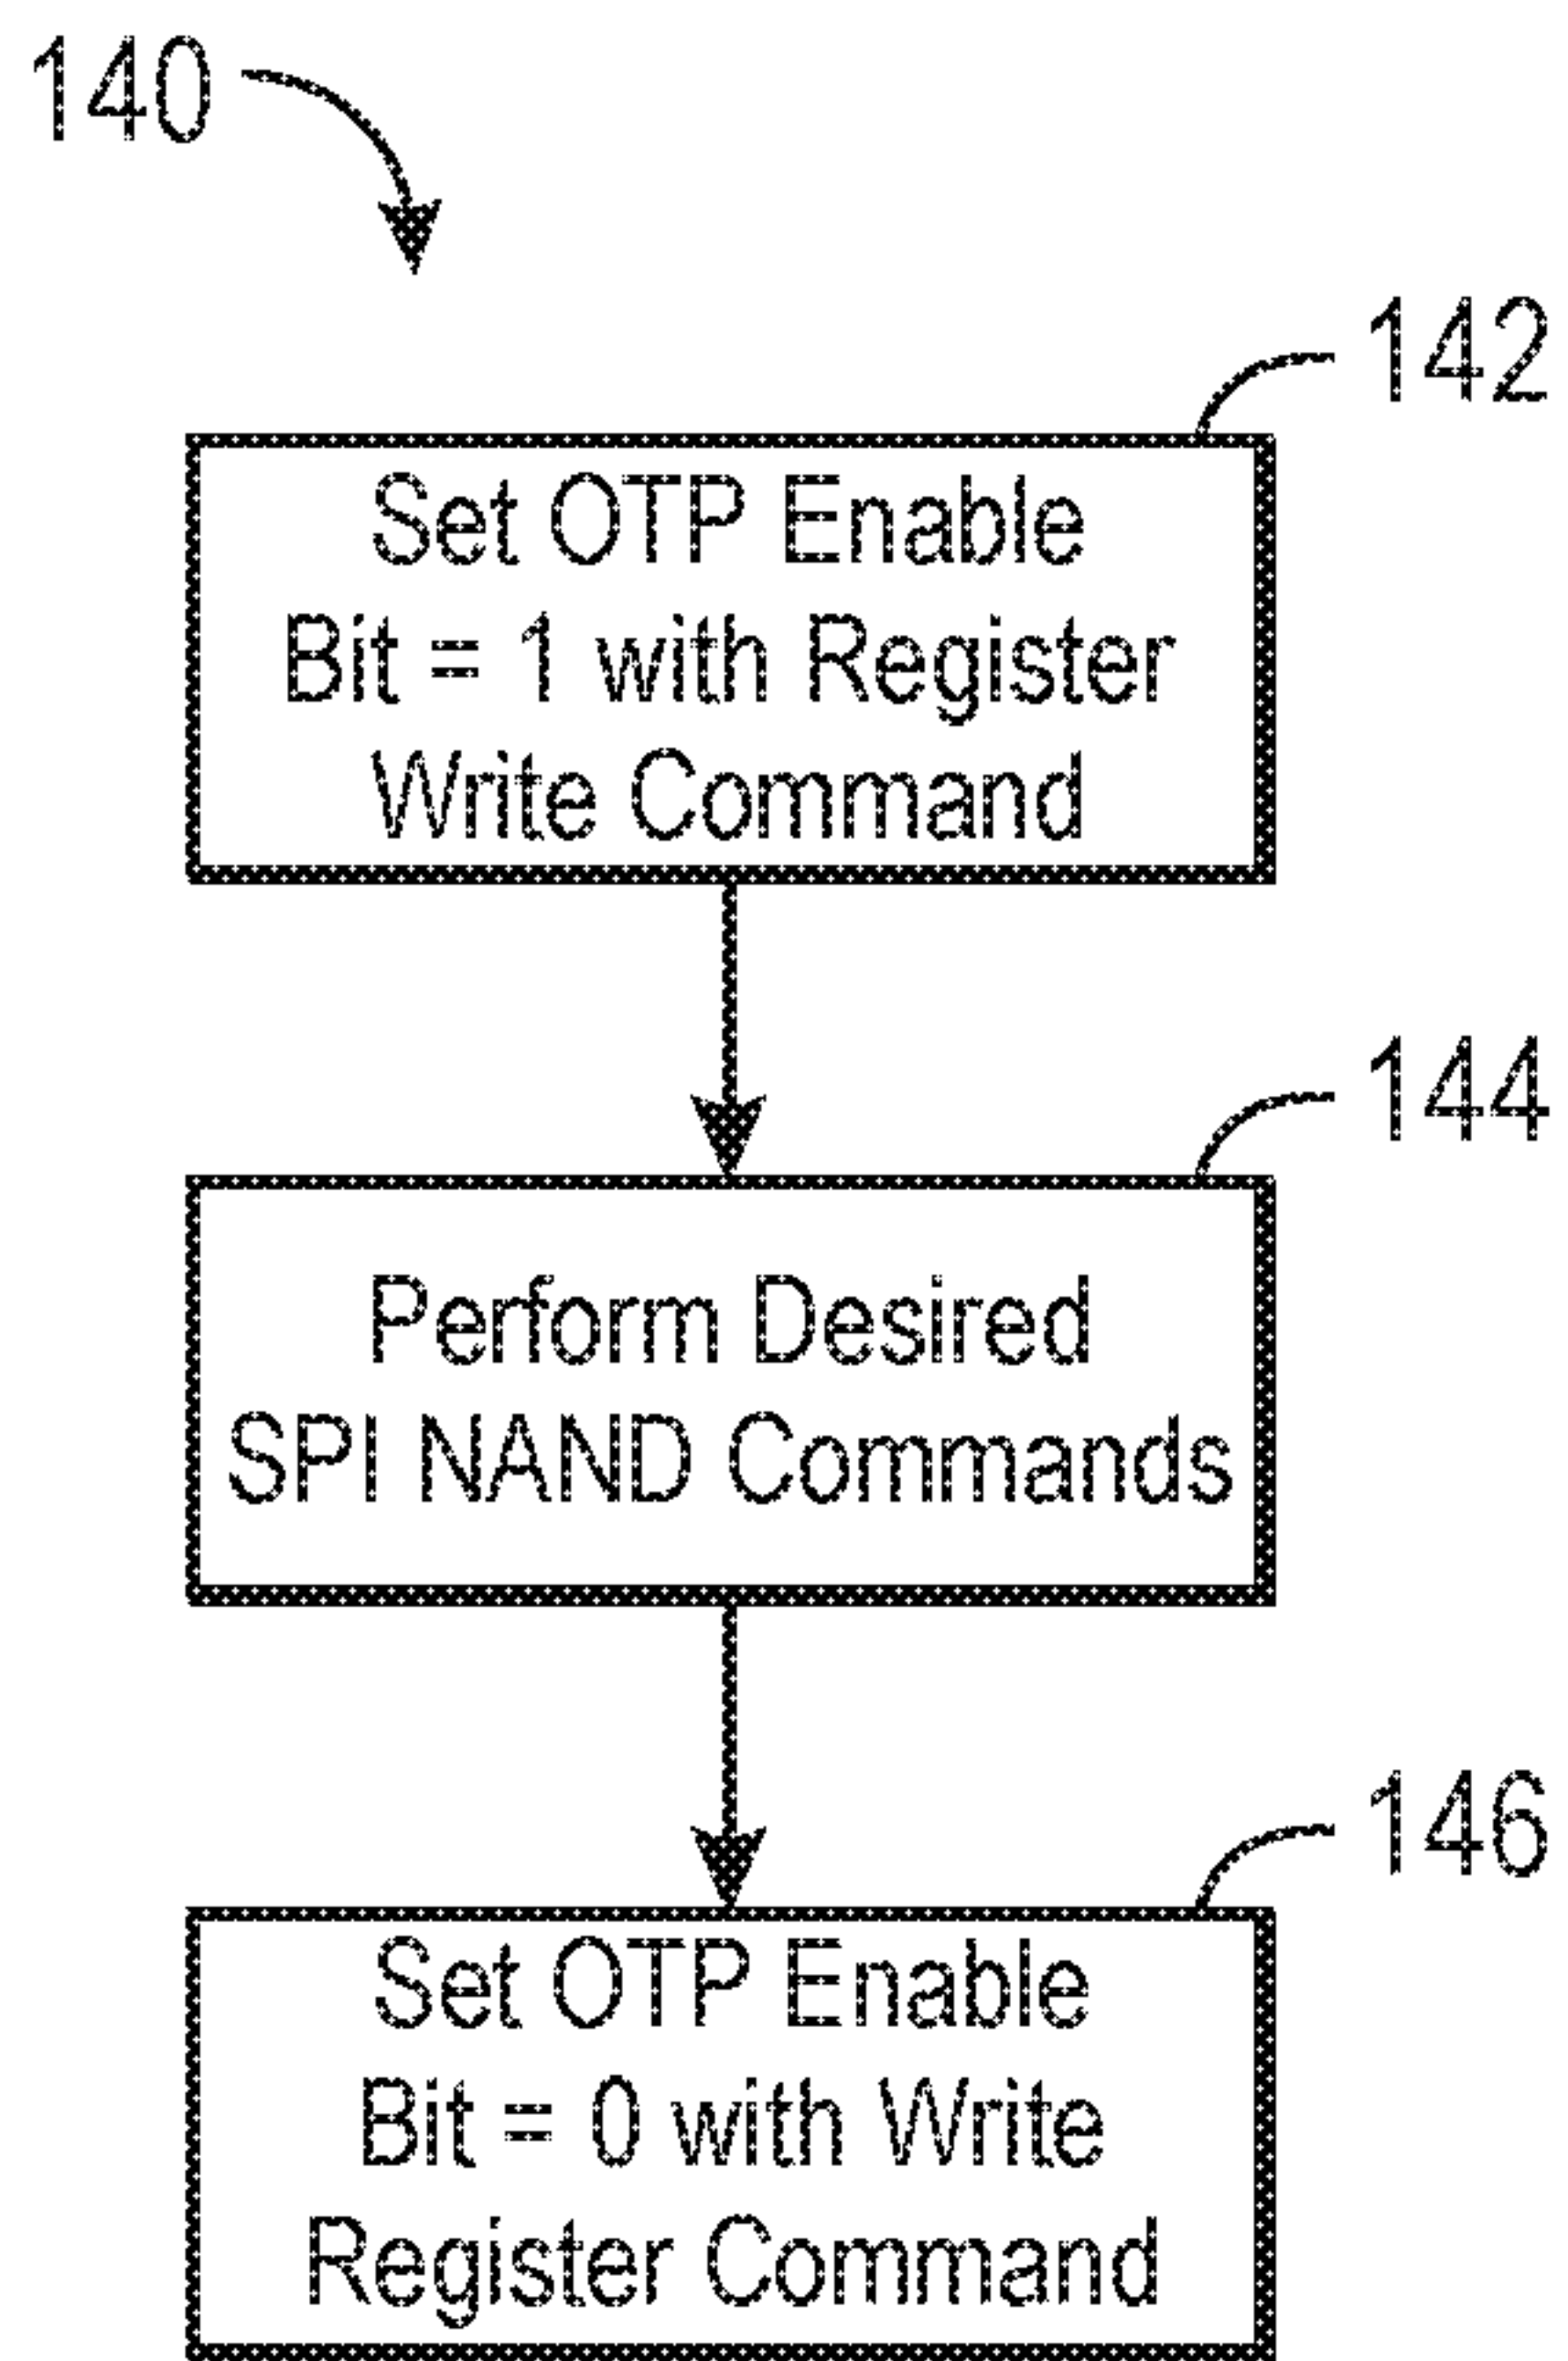 140
142
Set OTP Enable
Bit = 1 with Register
Write Command
144
Perform Desired
SPI NAND Commands
146
Set OTP Enable
Bit = 0 with Write
Register Command